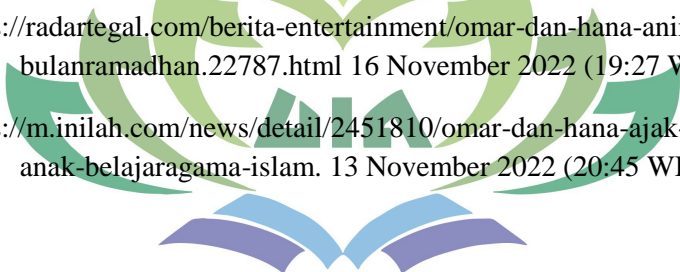 ://radartegal.com/berita-entertainment/omar-dan-hana-ani
bulanramadhan.22787.html 16 November 2022 (19:27 W
://m.inilah.com/news/detail/2451810/omar-dan-hana-ajak-
anak-belajaragama-islam. 13 November 2022 (20:45 WI